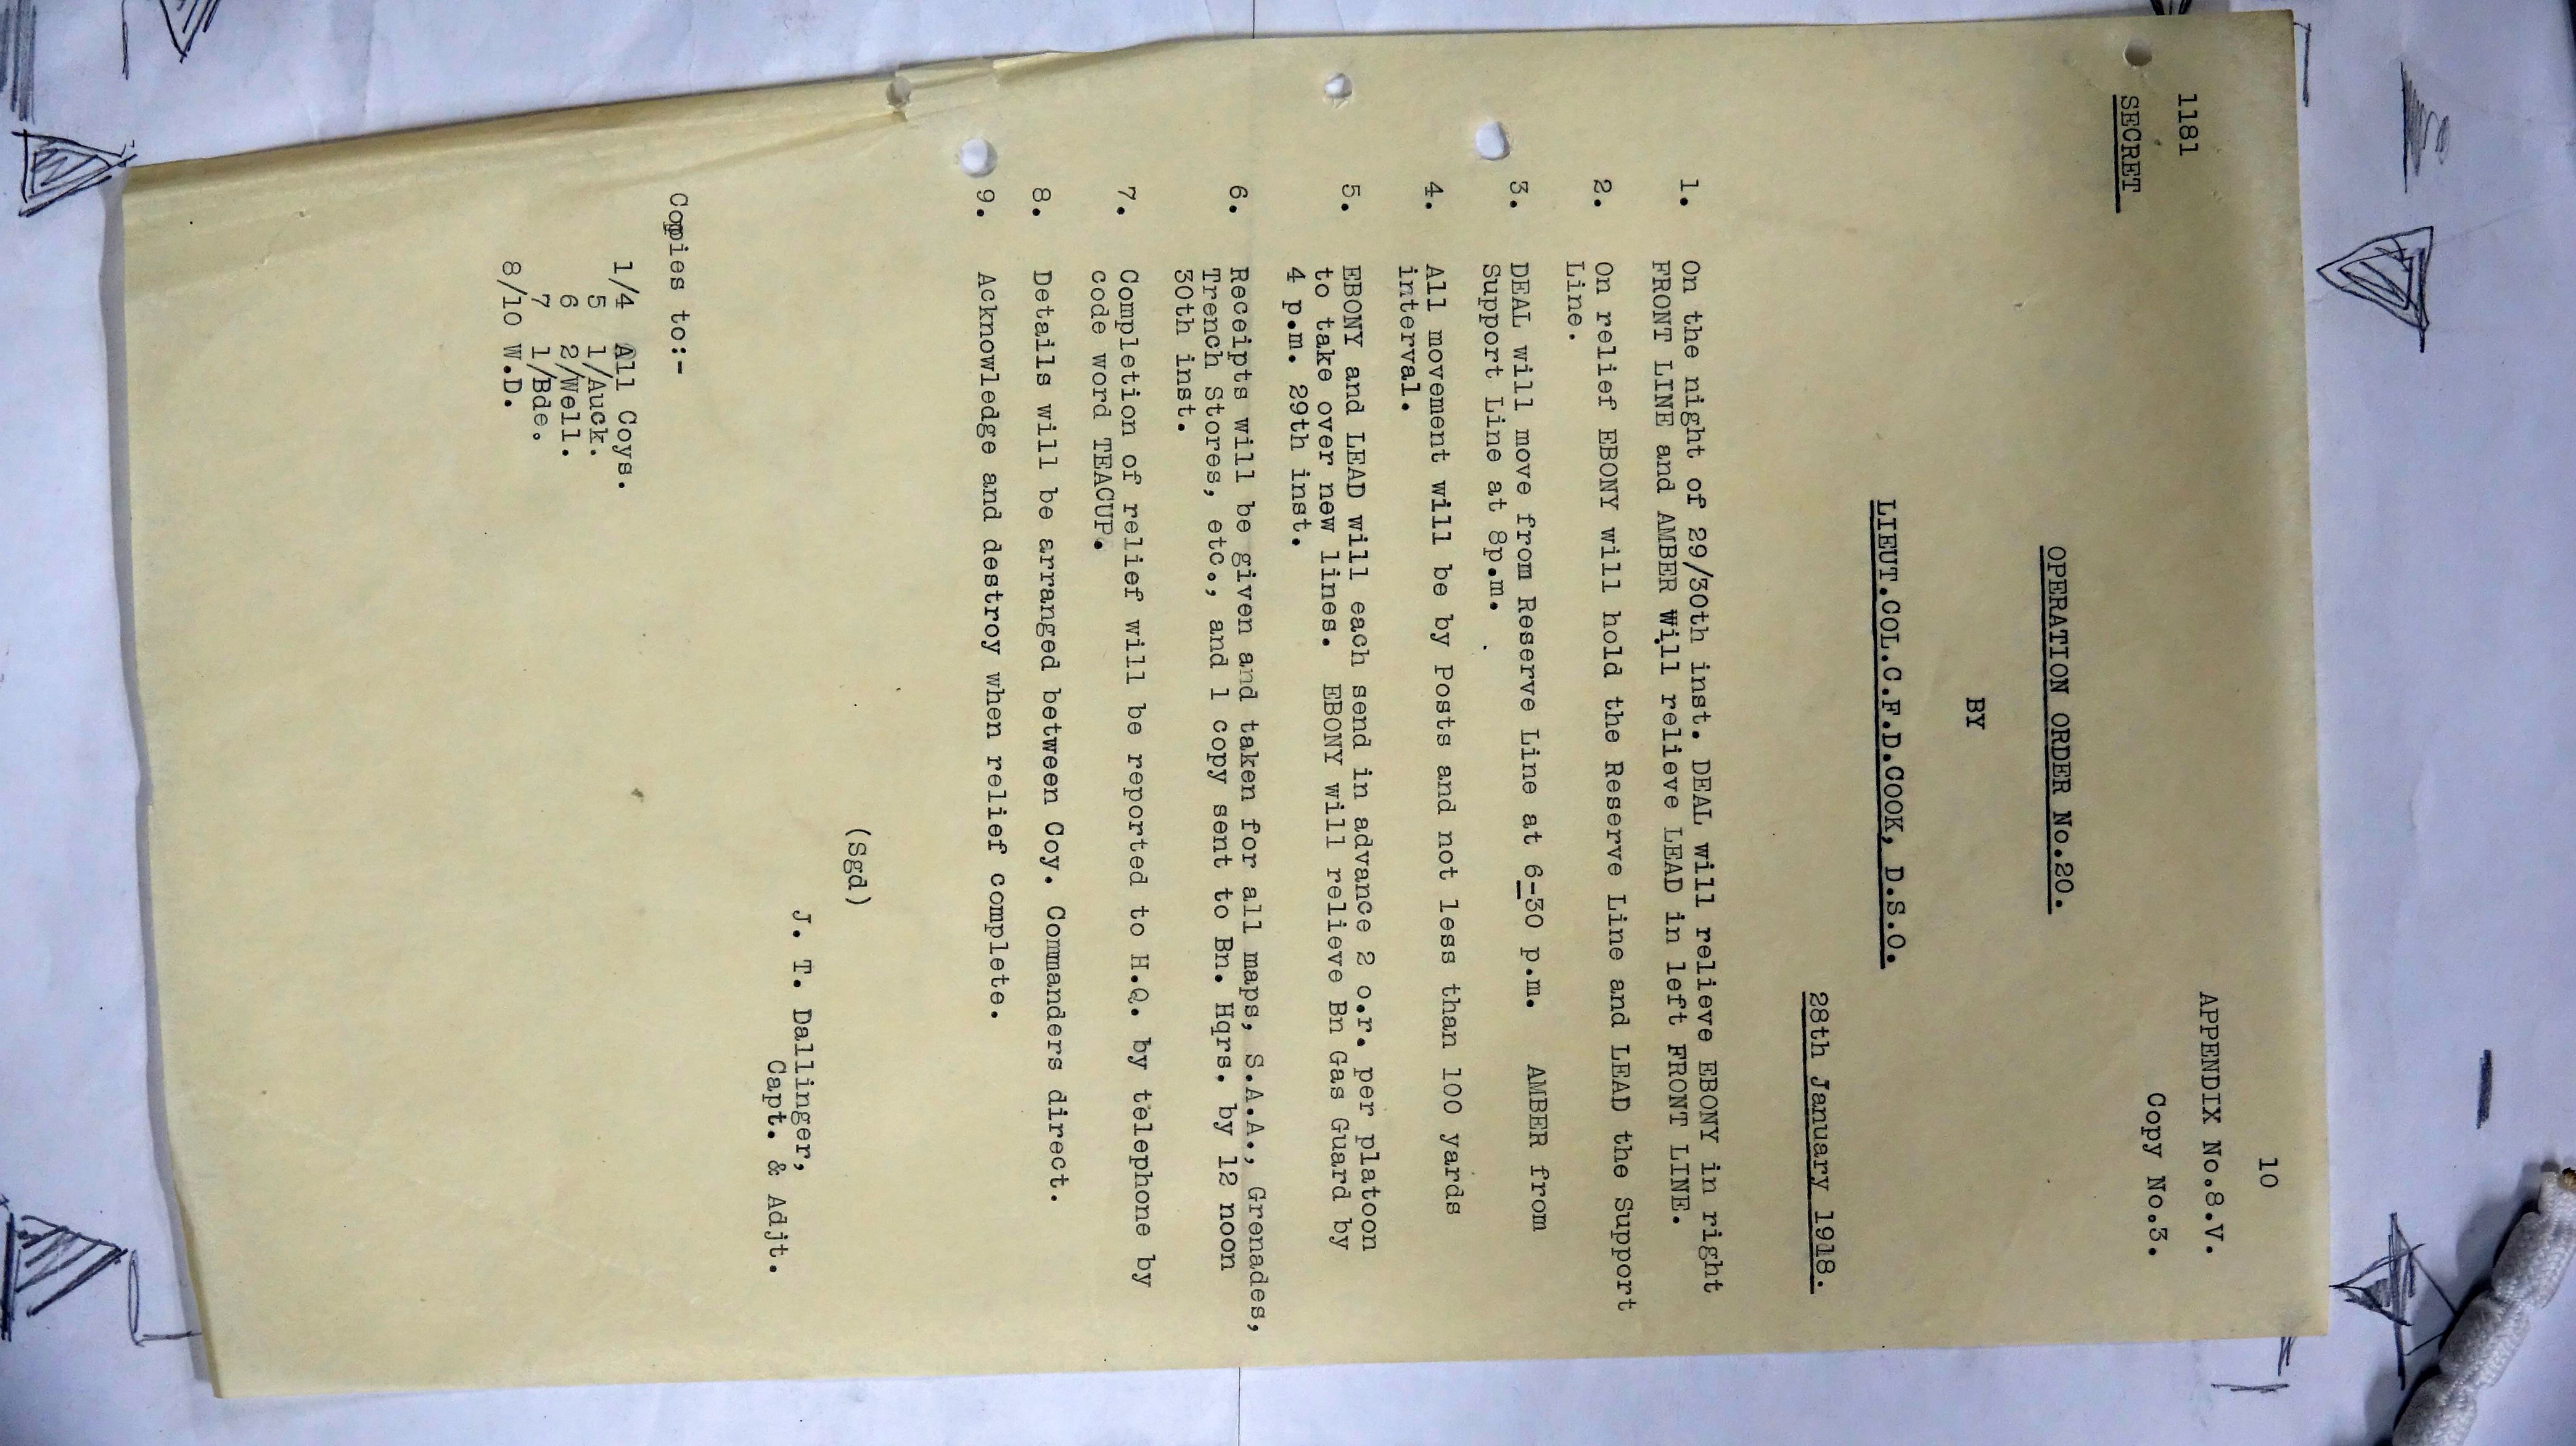 10
1181
APPENDIX No.8.V.
SECRET
Copy No.3.
OPERATION ORDER No.20.
BY
LIEUT.COL.C.F.D.COOK, D.S.O.
28th January 1918.
1. On the night of 29/30th inst. DEAL will relieve EBONY in right
FRONT LINE and AMBER Will relieve LEAD in left FRONT LINE.
2. On relief EBONY will hold the Reserve Line and LEAD the Support
Line.
3. DEAL will move from Reserve Line at 6-30 p.m. AMBER from
Support Line at 8p.m.
4. All movement will be by Posts and not less than 100 yards
interval.
5. EBONY and LEAD will each send in advance 2 o.r. per platoon
to take over new lines. EBONY will relieve Bn Gas Guard by
4 p.m. 29th inst.
6. Receipts will be given and taken for all maps, S.A.A., Grenades,
Trench Stores, etc., and 1 copy sent to Bn. Hqrs. by 12 noon
30th inst.
7. Completion of relief will be reported to H.Q. by telephone by
code word TEACUP.
8. Details will be arranged between Coy. Commanders direct.
9. Acknowledge and destroy when relief complete.
(Sgd)
J. T. Dallinger,
Capt. & Adjt.
Copies to:-
1/4 All Coys.
5 1/Auck.
6 2/Well.
7 1/Bde.
8/10 W.D.